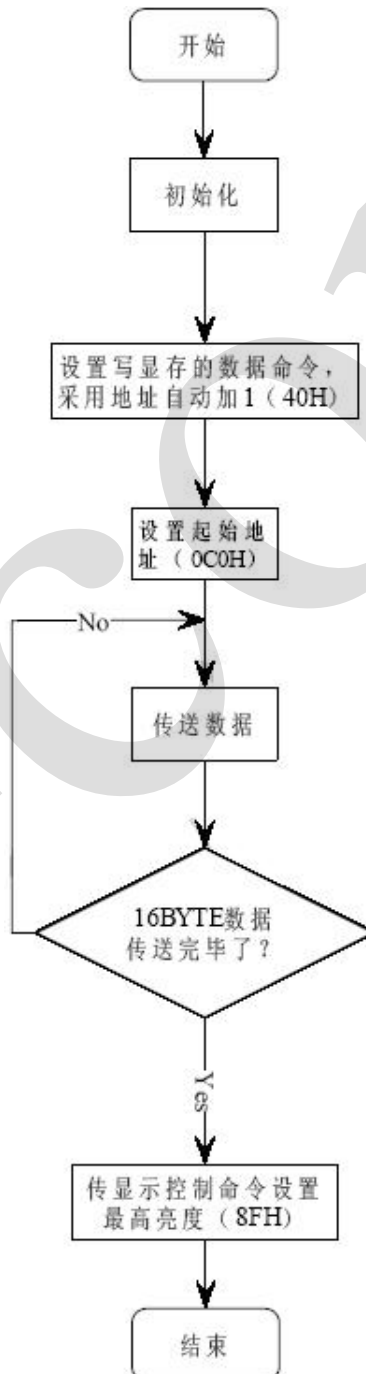 开始
初始化
设置写显存的数据命令，
采用地址自动加1（40H）
设置起始地
址（0C0H）
No
传送数据
16BYTE数据
传送完毕了？
Yes
传显示控制命令设置
最高亮度（8FH）
结束